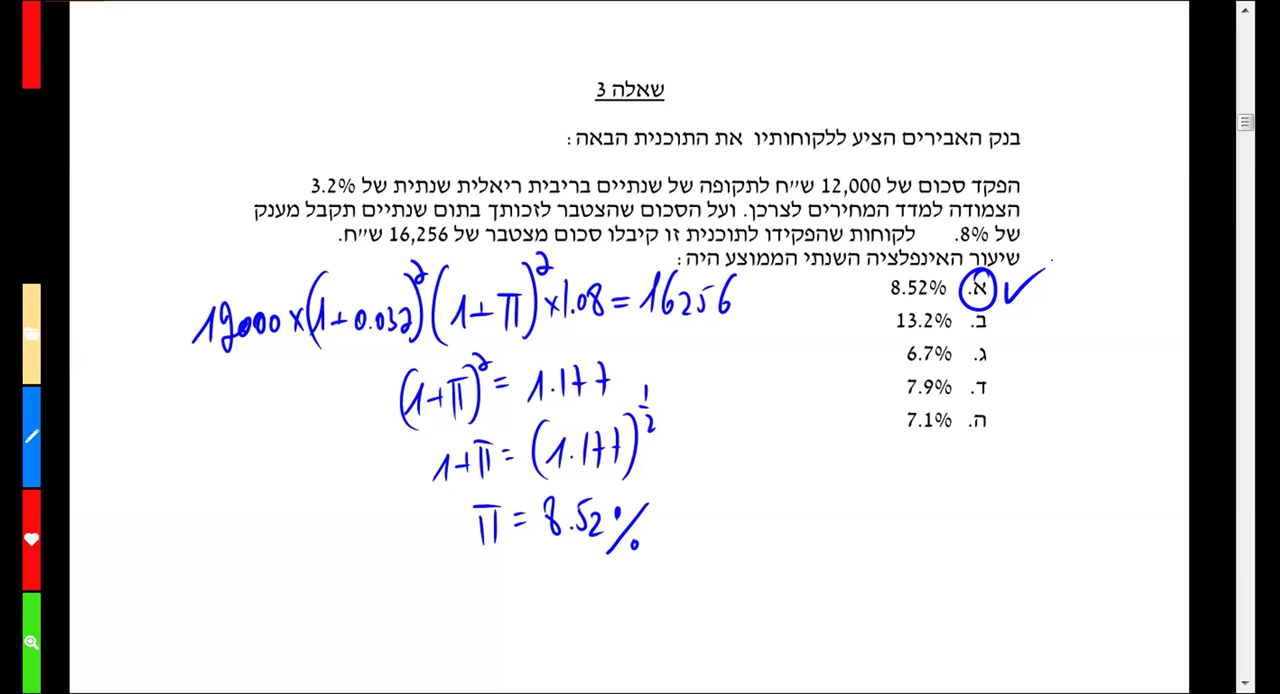 שאלה 3
בנק האבירים הציע ללקוחותיו את התוכנית הבאה:
הפקד סכום של 12,000 ש״ח לתקופה של שנתיים בריבית ריאלית שנתית של 3.2%
הצמודה למדד המחירים לצרכן. ועל הסכום שהצטבר לזכותך בתום שנתיים תקבל מענק
של 8%. לקוחות שהפקידו לתוכנית זו קיבלו סכום מצטבר של 16,256 ש״ח.
שיעור האינפלציה השנתי הממוצע היה:
א. 8.52% ✓
ב. 13.2%
ג. 6.7%
ד. 7.9%
ה. 7.1%
12000 × (1+0.032)² (1+π)² × 1.08 = 16256
(1+π)² = 1.177
1+π = (1.177)^½
π = 8.52%